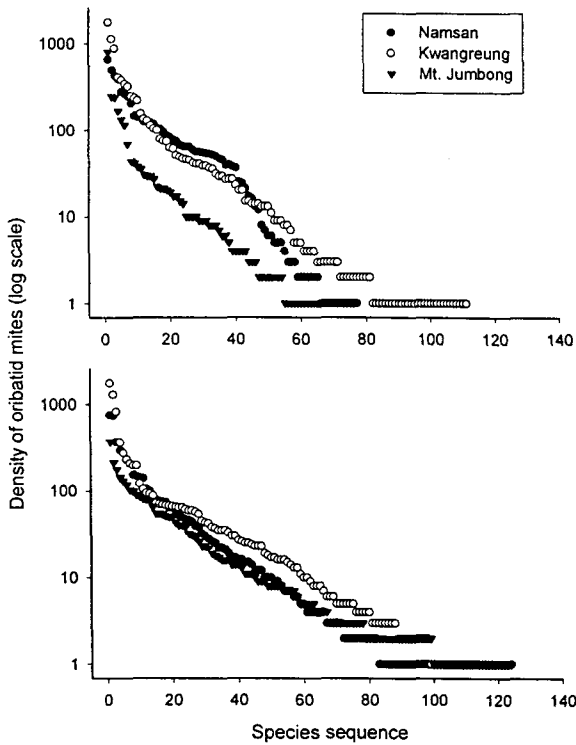 Namsan
Kwangreung
Mt. Jumbong
1000
100
10
1
0 20 40 60 80 100 120 140
Density of oribatid mites (log scale)
1000
100
10
1
0 20 40 60 80 100 120 140
Species sequence